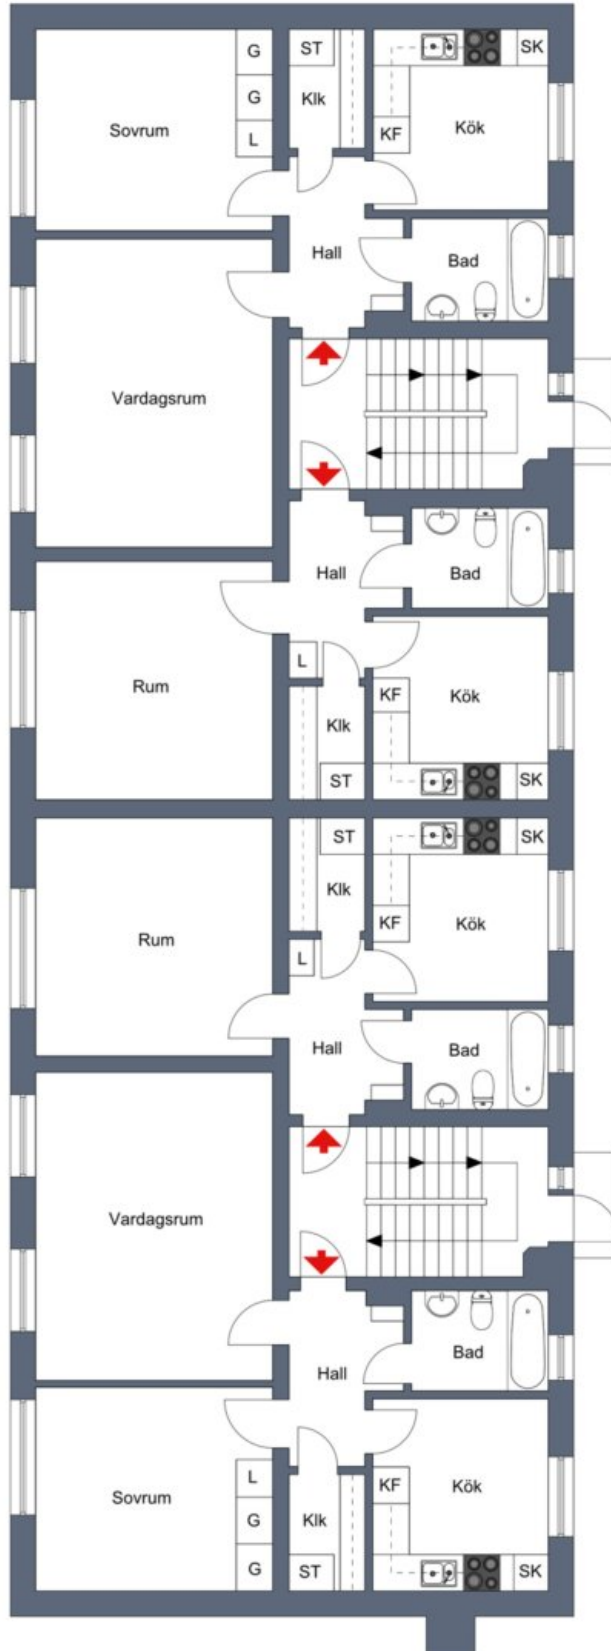 G
ST
SK
G
Klk
Sovrum
KF
Kök
L
Hall
Bad
Vardagsrum
Hall
Bad
L
Rum
KF
Kök
Klk
ST
SK
ST
SK
Klk
KF
Kök
Rum
L
Hall
Bad
Vardagsrum
Bad
Hall
L
KF
Kök
Sovrum
G
Klk
G
ST
SK